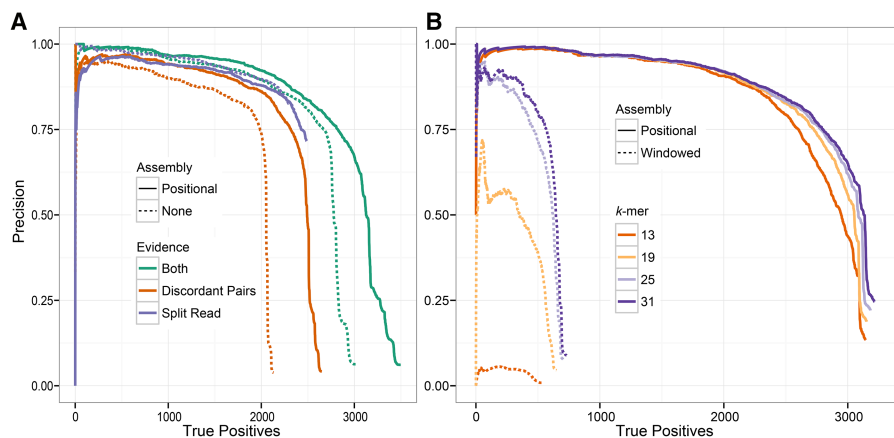 A
B
Precision
1.00
0.75
0.50
0.25
0.00
Assembly
Positional
None
Evidence
Both
Discordant Pairs
Split Read
0
1000
2000
3000
True Positives
1.00
0.75
0.50
0.25
0.00
Assembly
Positional
Windowed
k-mer
13
19
25
31
0
1000
2000
3000
True Positives